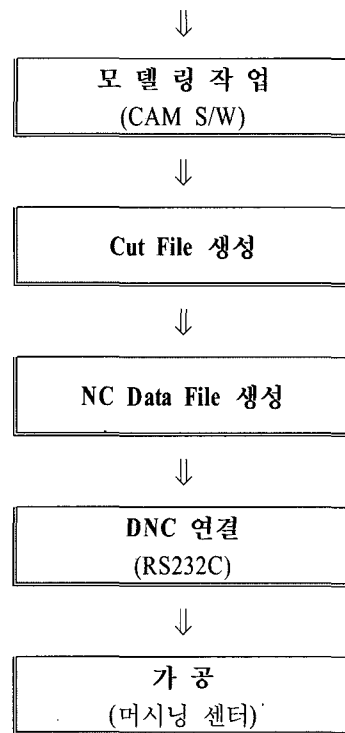 ⇓
모 델 링 작 업
(CAM S/W)
⇓
Cut File 생성
⇓
NC Data File 생성
⇓
DNC 연결
(RS232C)
⇓
가 공
(머시닝 센터)